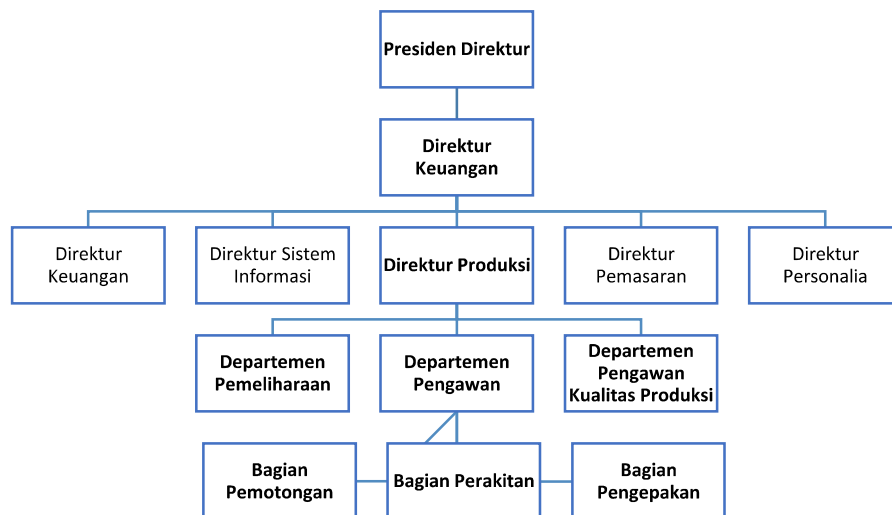 Presiden Direktur
Direktur
Keuangan
Direktur
Keuangan
Direktur Sistem
Informasi
Direktur Produksi
Direktur
Pemasaran
Direktur
Personalia
Departemen
Pemeliharaan
Departemen
Pengawan
Departemen
Pengawan
Kualitas Produksi
Bagian
Pemotongan
Bagian Perakitan
Bagian
Pengepakan